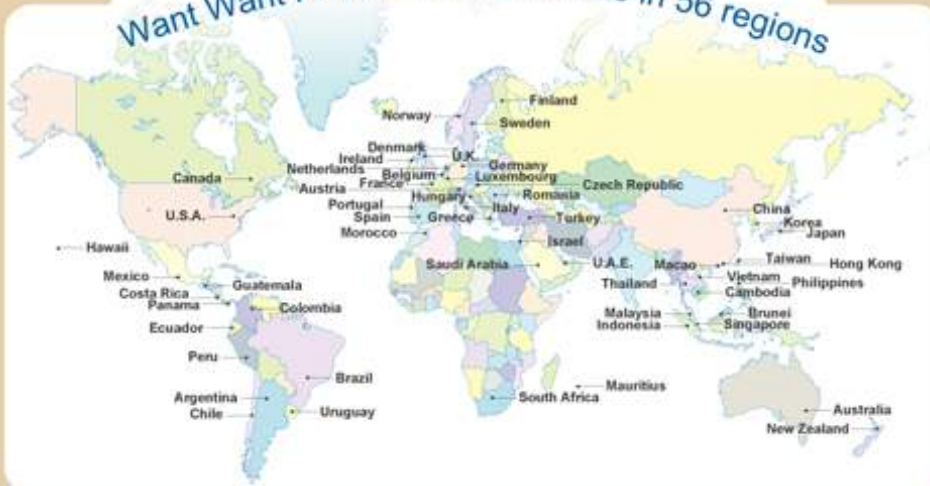 Want Want
in 56 regions
Finland
Norway
Sweden
Denmark
U.K.
Ireland
Netherlands
Germany
Belgium
Luxembourg
Canada
Austria
France
Czech Republic
Hungary
Romania
Portugal
Italy
U.S.A.
Spain
Greece
Turkey
China
Morocco
Korea
Japan
Hawaii
Israel
Saudi Arabia
U.A.E.
Macao
Taiwan
Hong Kong
Mexico
Guatemala
Thailand
Vietnam
Philippines
Costa Rica
Cambodia
Panama
Colombia
Malaysia
Brunei
Ecuador
Indonesia
Singapore
Peru
Brazil
Mauritius
Argentina
South Africa
Chile
Uruguay
Australia
New Zealand